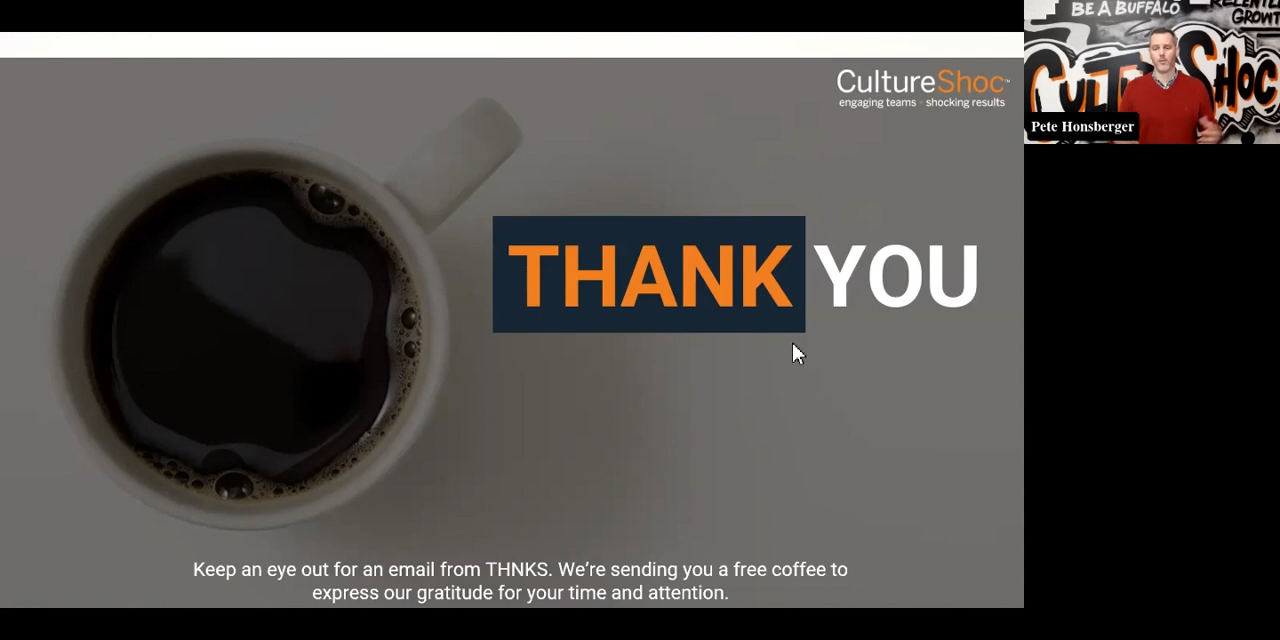 CultureShoc™
engaging teams · shocking results
THANK YOU
Keep an eye out for an email from THNKS. We're sending you a free coffee to
express our gratitude for your time and attention.
BE A BUFFALO
CULTURESHOC
Pete Honsberger